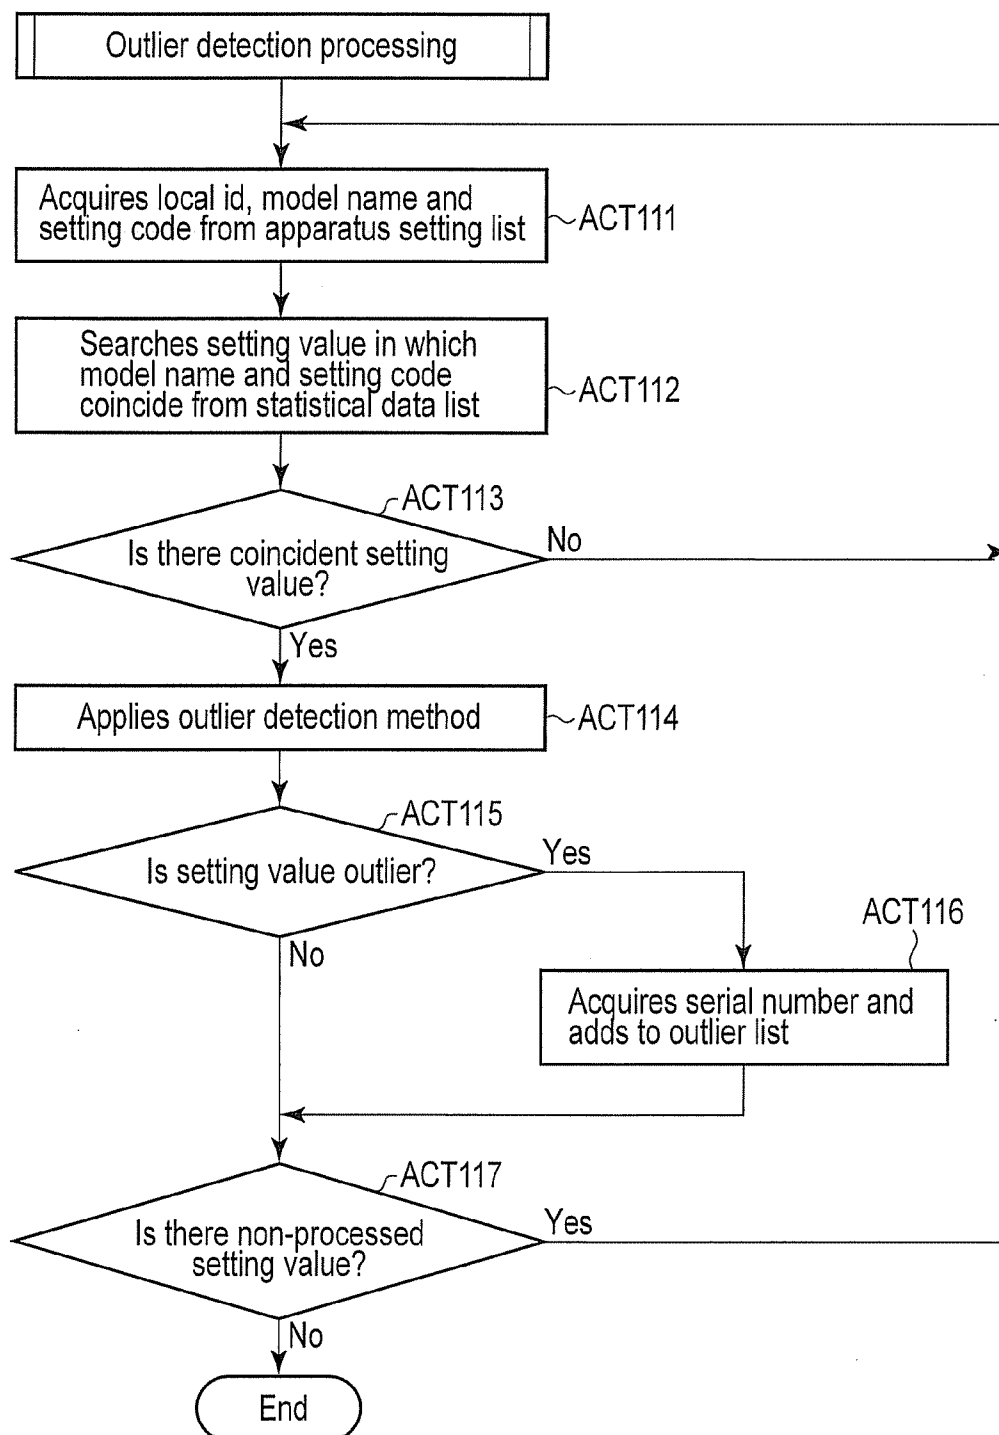 Outlier detection processing
Acquires local id, model name and
setting code from apparatus setting list
ACT111
Searches setting value in which
model name and setting code
coincide from statistical data list
ACT112
ACT113
Is there coincident setting
value?
No
Yes
Applies outlier detection method
ACT114
ACT115
Is setting value outlier?
Yes
No
ACT116
Acquires serial number and
adds to outlier list
ACT117
Is there non-processed
setting value?
Yes
No
End